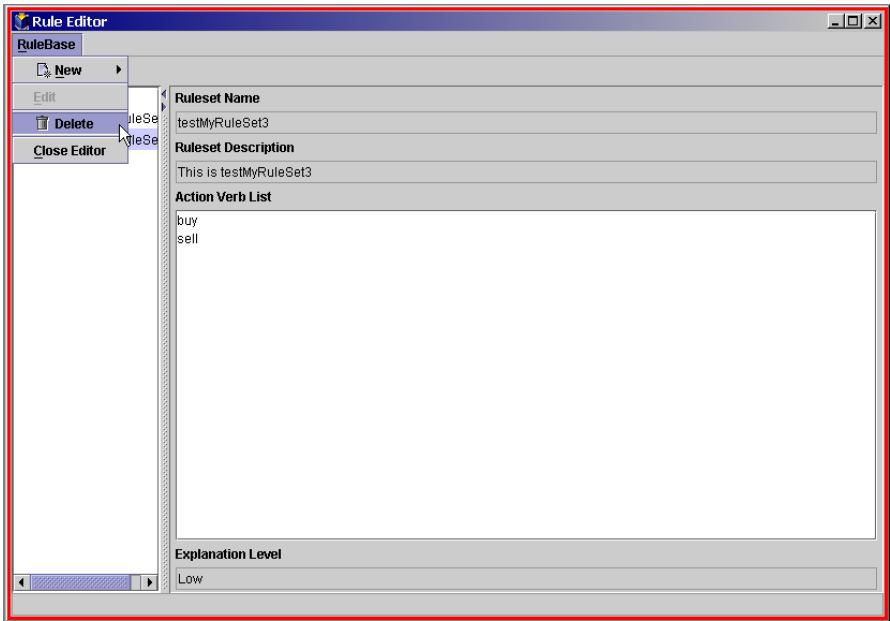 Rule Editor
RuleBase
New
Edit
Delete
Close Editor
Ruleset Name
testMyRuleSet3
Ruleset Description
This is testMyRuleSet3
Action Verb List
buy
sell
Explanation Level
Low